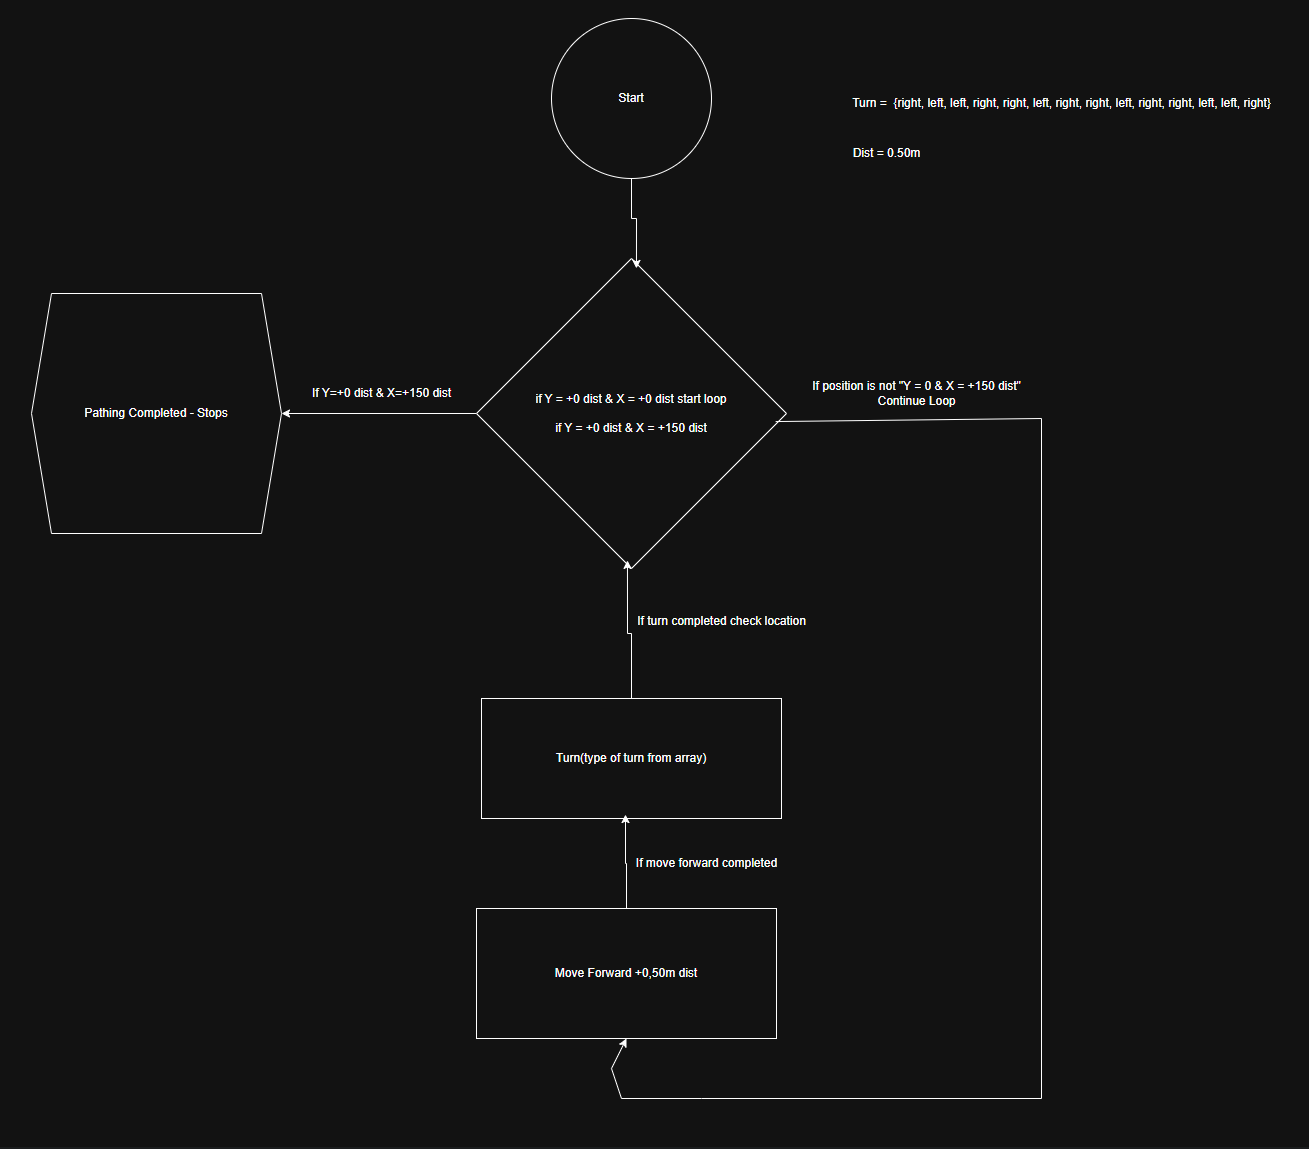 Start
Turn =  {right, left, left, right, right, left, right, right, left, right, right, left, left, right}
Dist = 0.50m
If Y=+0 dist & X=+150 dist
If position is not "Y = 0 & X = +150 dist"
Continue Loop
Pathing Completed - Stops
if Y = +0 dist & X = +0 dist start loop
if Y = +0 dist & X = +150 dist
If turn completed check location
Turn(type of turn from array)
If move forward completed
Move Forward +0,50m dist